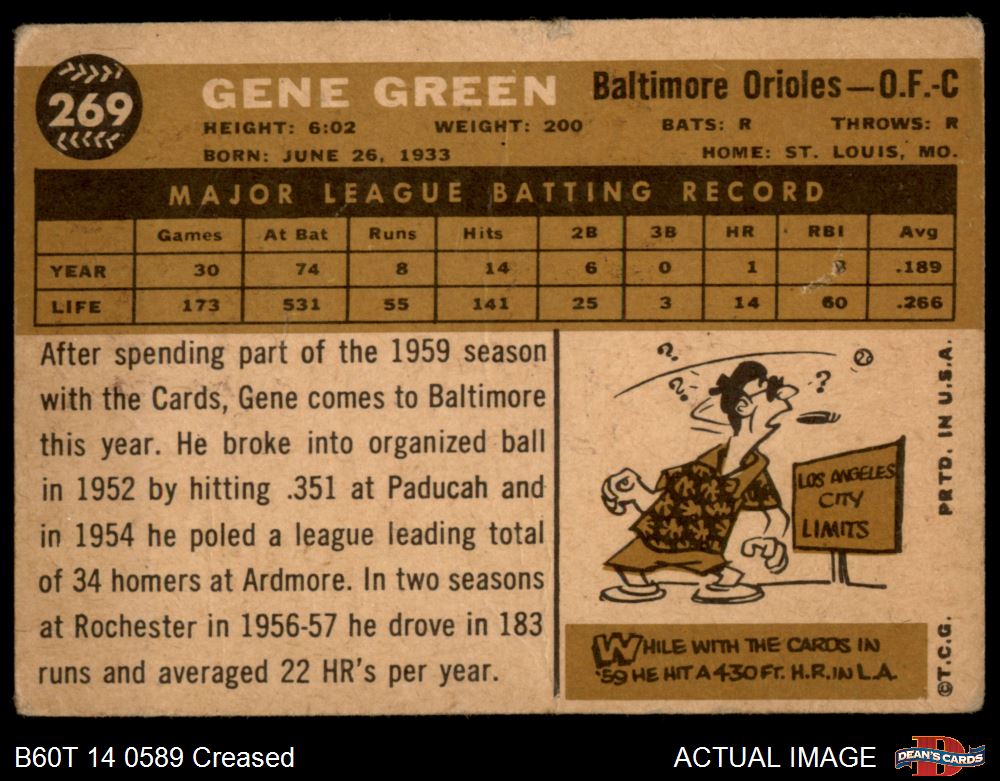 269
GENE GREEN
Baltimore Orioles—O.F.-C
HEIGHT: 6:02 WEIGHT: 200 BATS: R THROWS: R
BORN: JUNE 26, 1933 HOME: ST. LOUIS, MO.
MAJOR LEAGUE BATTING RECORD
Games At Bat Runs Hits 2B 3B HR RBI Avg
YEAR 30 74 8 14 6 0 1 .189
LIFE 173 531 55 141 25 3 14 60 .266
After spending part of the 1959 season
with the Cards, Gene comes to Baltimore
this year. He broke into organized ball
in 1952 by hitting .351 at Paducah and
in 1954 he poled a league leading total
of 34 homers at Ardmore. In two seasons
at Rochester in 1956-57 he drove in 183
runs and averaged 22 HR's per year.
? ? ?
LOS ANGELES
CITY
LIMITS
WHILE WITH THE CARDS IN
'59 HE HIT A 430 FT. H.R. IN L.A.
©T.C.G. PRTD. IN U.S.A.
B60T 14 0589 Creased
ACTUAL IMAGE
D
DEAN'S CARDS